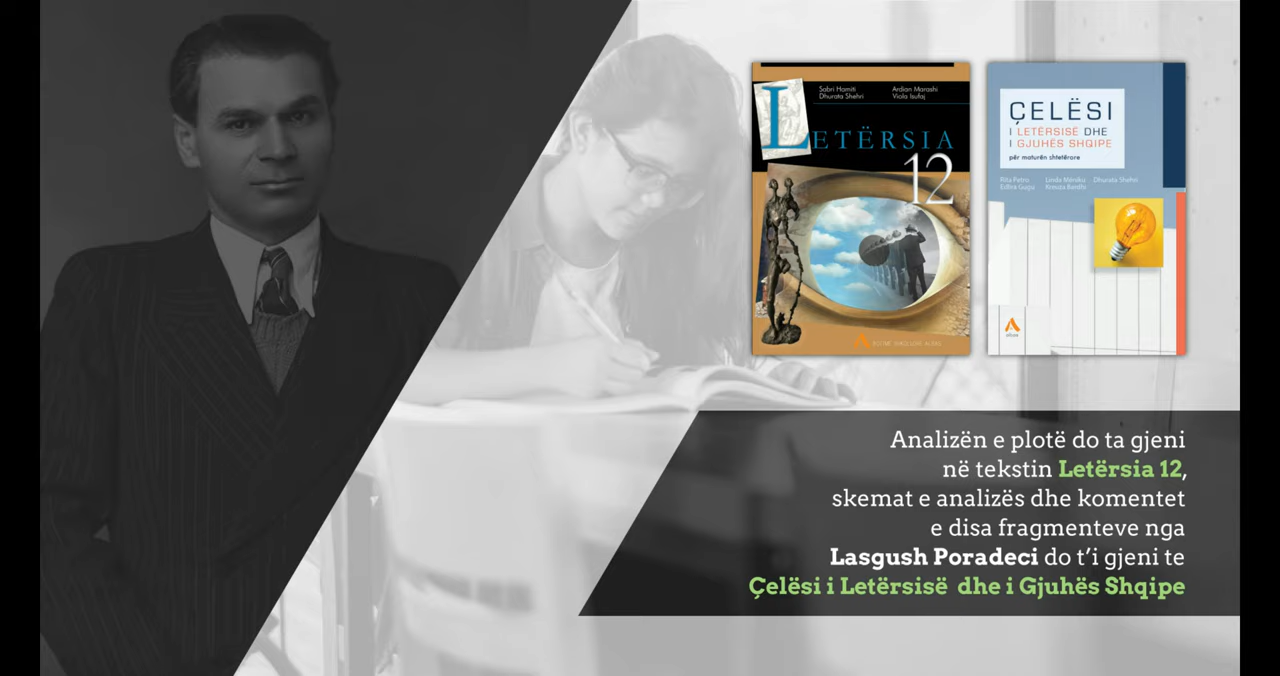 Sabri Hamiti
Dhurata Shehri
Ardian Marashi
Viola Isufaj
LETËRSIA
12
ÇELËSI
I LETËRSISË DHE
I GJUHËS SHQIPE
për maturën shtetërore
Rita Petro
Linda Mëniku
Dhurata Shehri
Edlira Gugu
Kreuza Bardhi
Analizën e plotë do ta gjeni
në tekstin Letërsia 12,
skemat e analizës dhe komentet
e disa fragmenteve nga
Lasgush Poradeci do t’i gjeni te
Çelësi i Letërsisë dhe i Gjuhës Shqipe